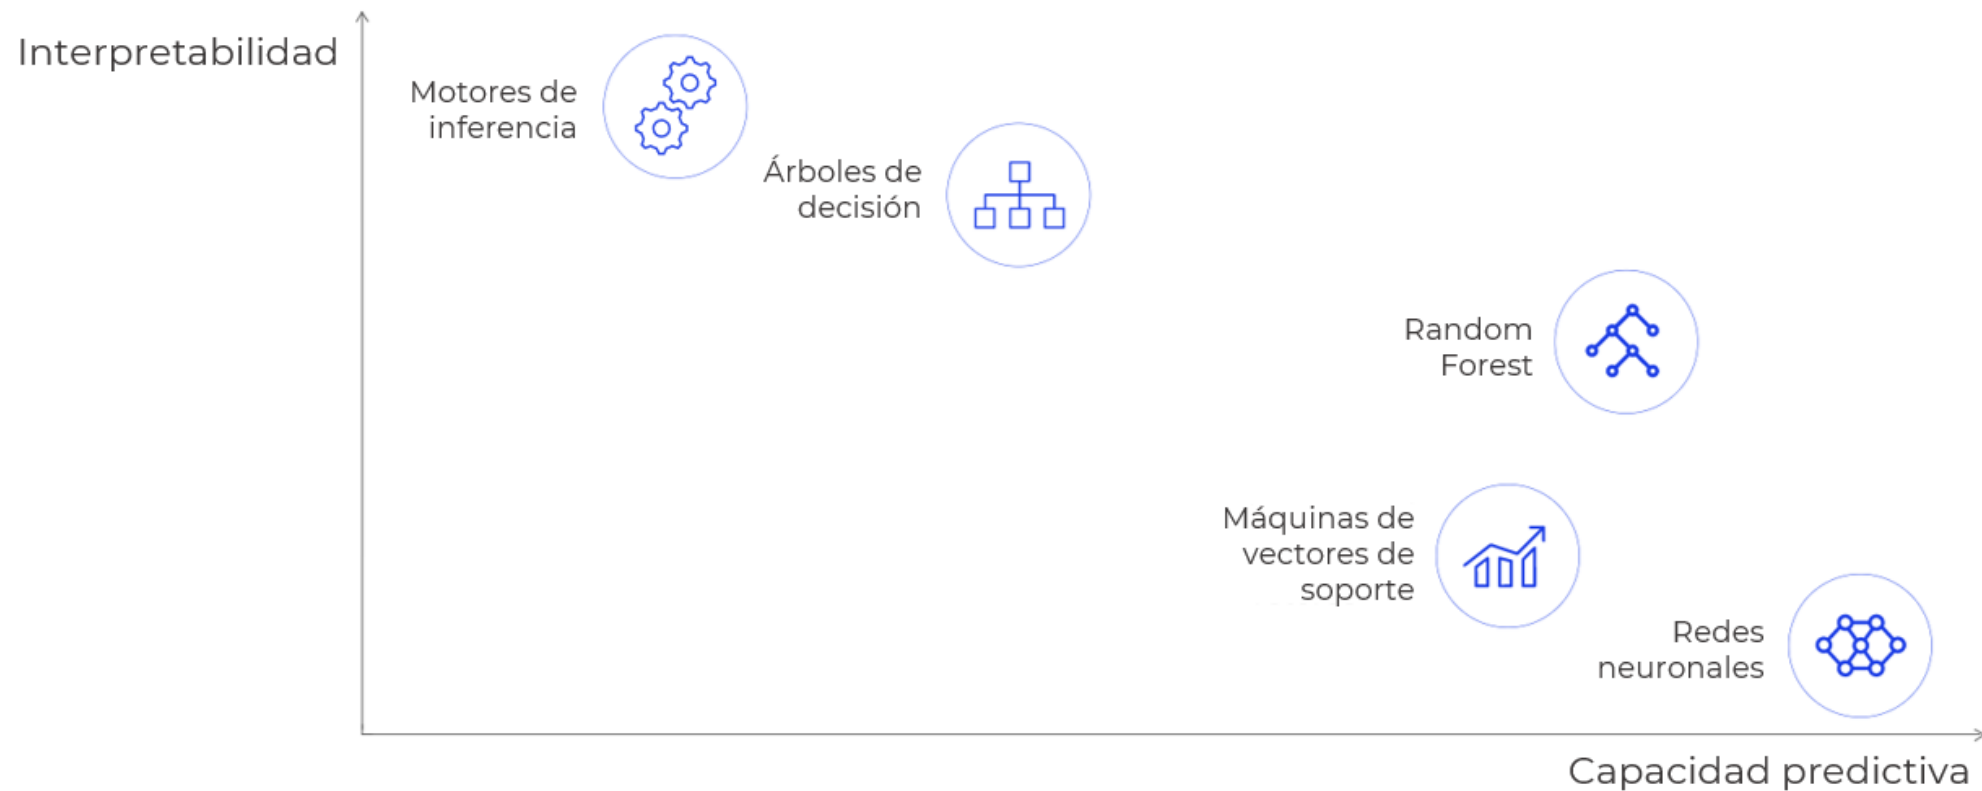 Interpretabilidad
Motores de
inferencia
Árboles de
decisión
Random
Forest
Máquinas de
vectores de
soporte
Redes
neuronales
Capacidad predictiva